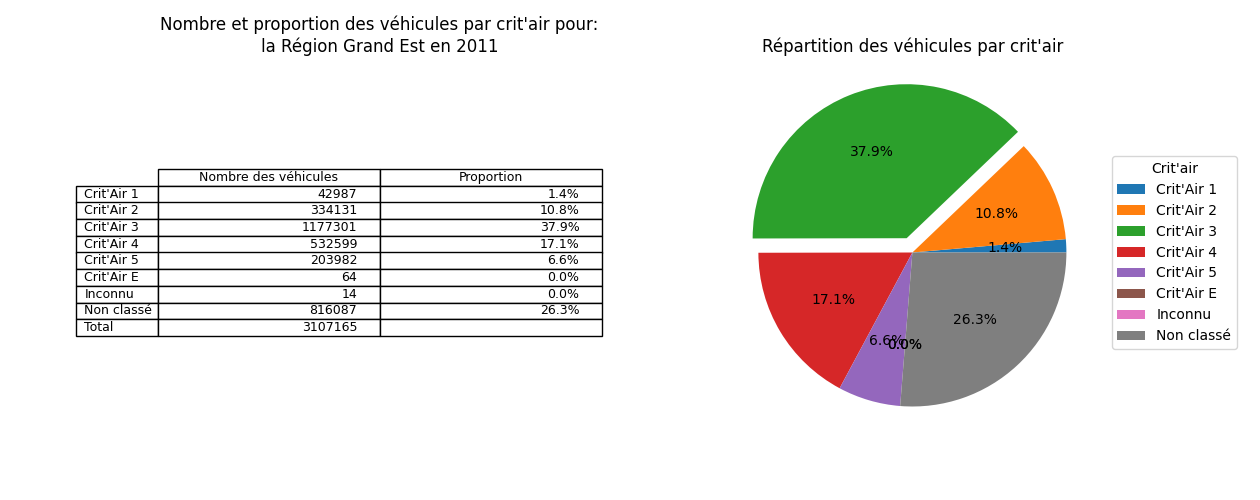 Nombre et proportion des véhicules par crit'air pour:
la Région Grand Est en 2011
Nombre des véhicules Proportion
Crit'Air 1 42987 1.4%
Crit'Air 2 334131 10.8%
Crit'Air 3 1177301 37.9%
Crit'Air 4 532599 17.1%
Crit'Air 5 203982 6.6%
Crit'Air E 64 0.0%
Inconnu 14 0.0%
Non classé 816087 26.3%
Total 3107165
Répartition des véhicules par crit'air
37.9%
10.8%
1.4%
17.1%
26.3%
6.6%
0.0%
0.0%
Crit'air
Crit'Air 1
Crit'Air 2
Crit'Air 3
Crit'Air 4
Crit'Air 5
Crit'Air E
Inconnu
Non classé